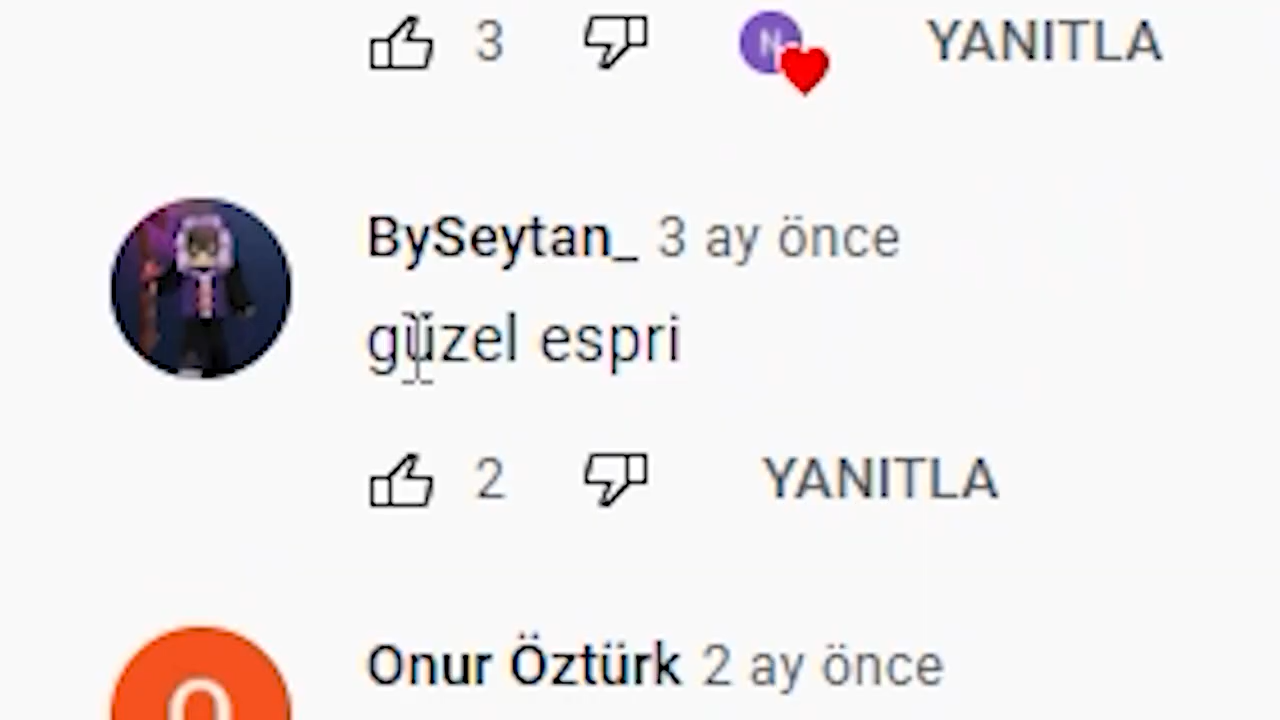 3 N YANITLA
BySeytan_ 3 ay önce
güzel espri
2 YANITLA
Onur Öztürk 2 ay önce
O